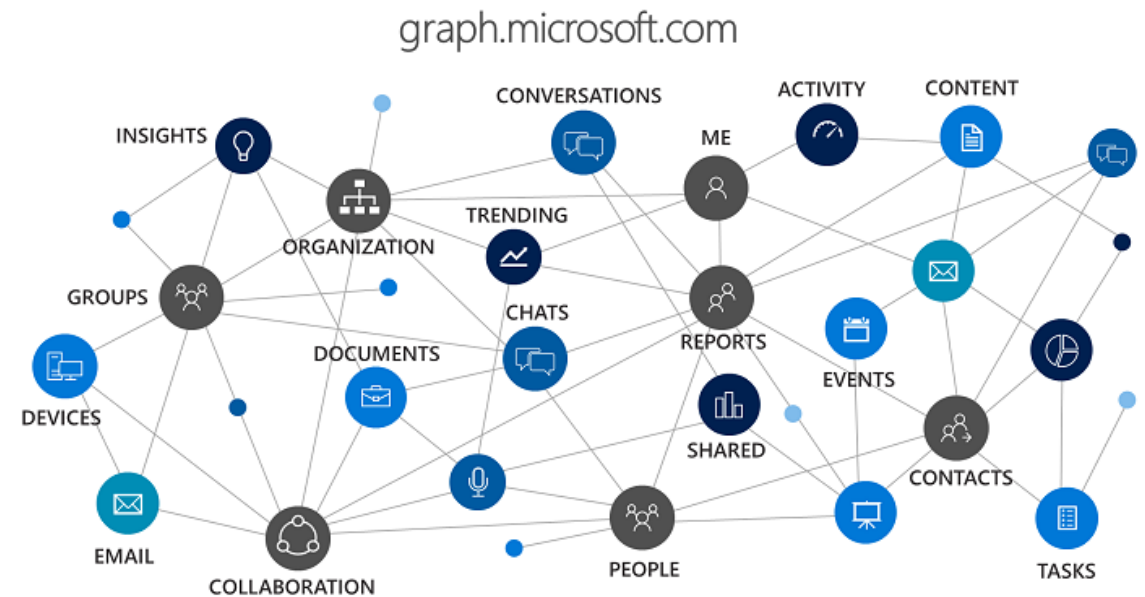 graph.microsoft.com
CONVERSATIONS
ACTIVITY
CONTENT
INSIGHTS
ME
TRENDING
ORGANIZATION
GROUPS
CHATS
REPORTS
DOCUMENTS
EVENTS
DEVICES
SHARED
CONTACTS
EMAIL
PEOPLE
TASKS
COLLABORATION